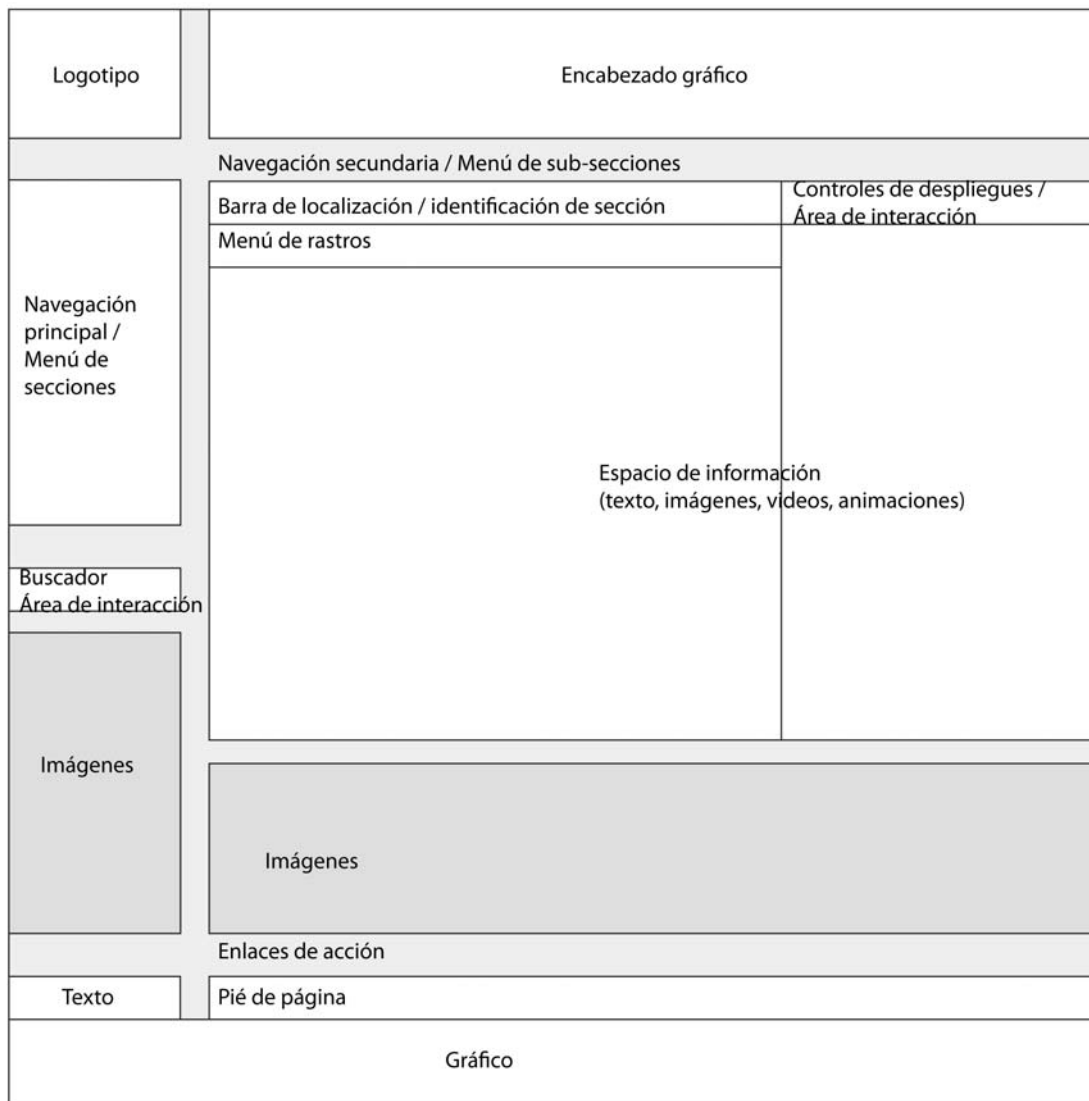 Logotipo
Encabezado gráfico
Navegación secundaria / Menú de sub-secciones
Barra de localización / identificación de sección
Controles de despliegues /
Área de interacción
Menú de rastros
Navegación
principal /
Menú de
secciones
Espacio de información
(texto, imágenes, videos, animaciones)
Buscador
Área de interacción
Imágenes
Imágenes
Enlaces de acción
Texto
Pié de página
Gráfico